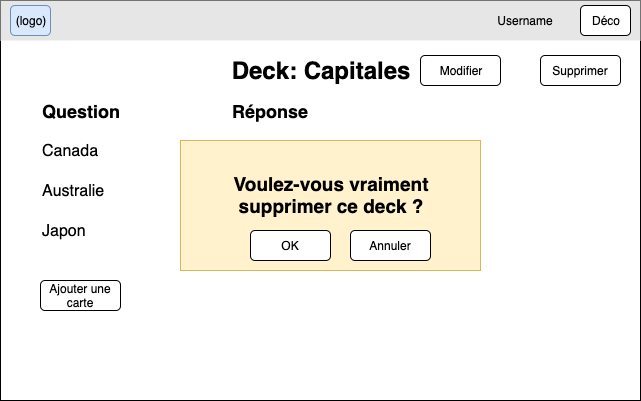 (logo)
Username
Déco
Deck: Capitales
Modifier
Supprimer
Question
Réponse
Canada
Australie
Japon
Voulez-vous vraiment
supprimer ce deck ?
OK
Annuler
Ajouter une
carte